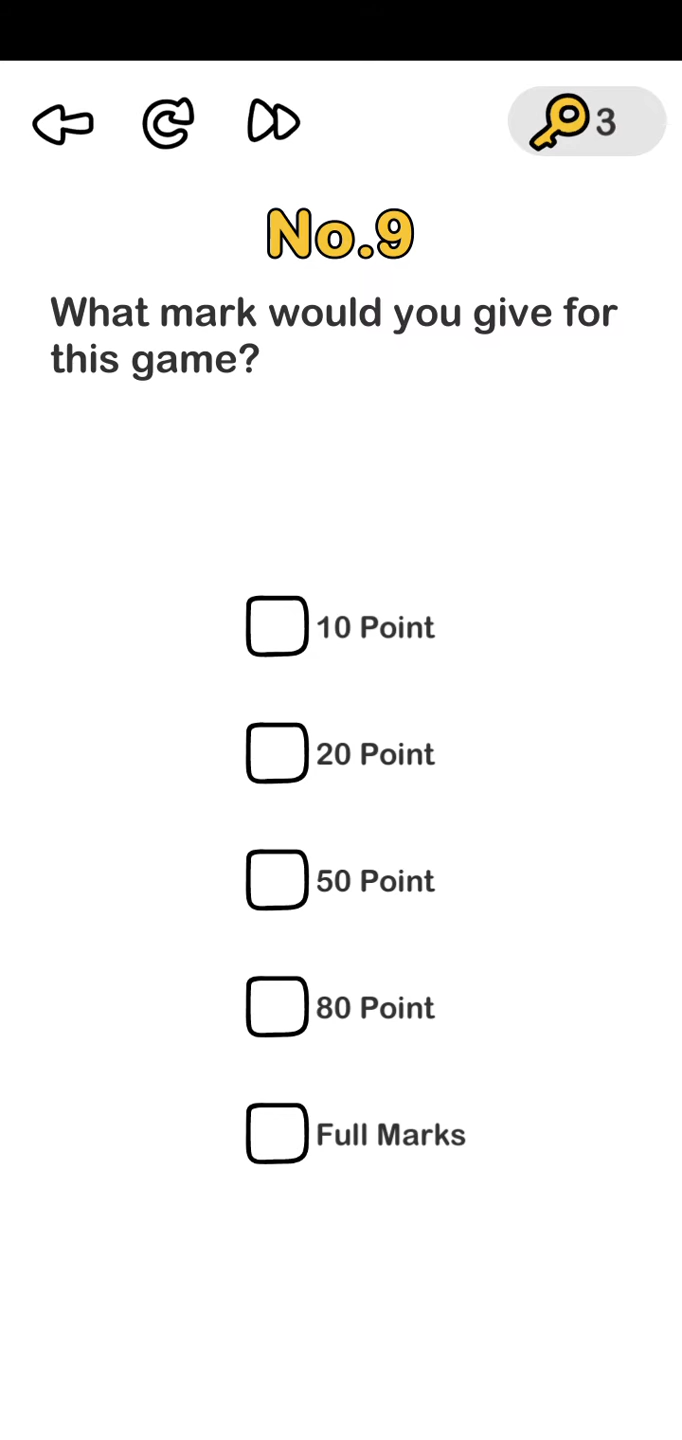 3
No.9
What mark would you give for
this game?
10 Point
20 Point
50 Point
80 Point
Full Marks